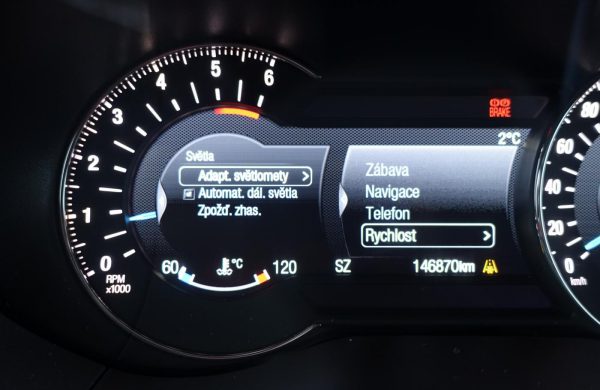 0
1
2
3
4
5
6
RPM
x1000
Světla
Adapt. světlomety >
Automat. dál. světla
Zpožď. zhas.
60 °C 120
BRAKE
2°C
Zábava
Navigace
Telefon
Rychlost >
SZ 146870km
0
20
40
60
80
km/h